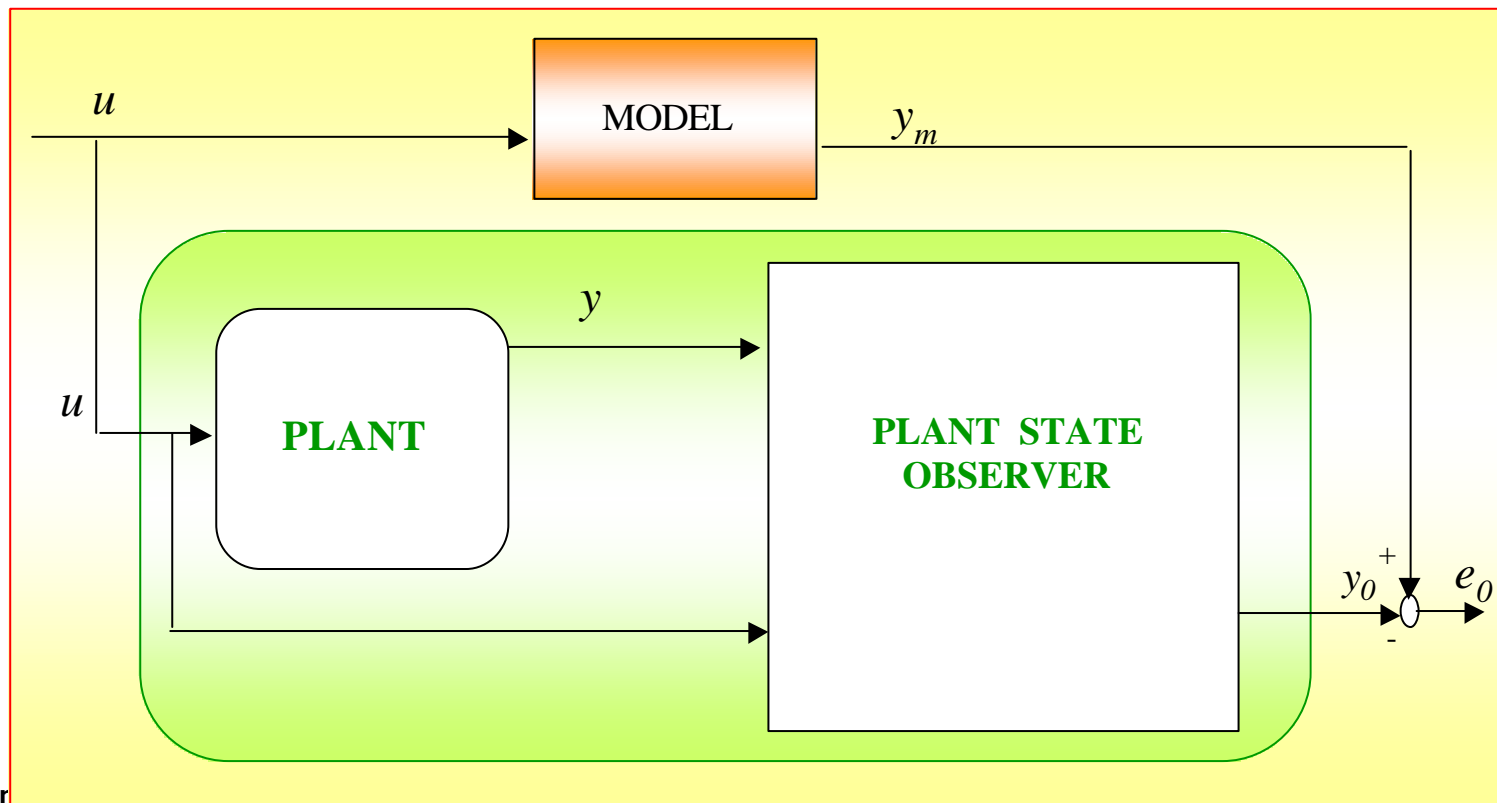 u
MODEL
y_m
y
u
PLANT
PLANT STATE
OBSERVER
+
y_0
e_0
-
r